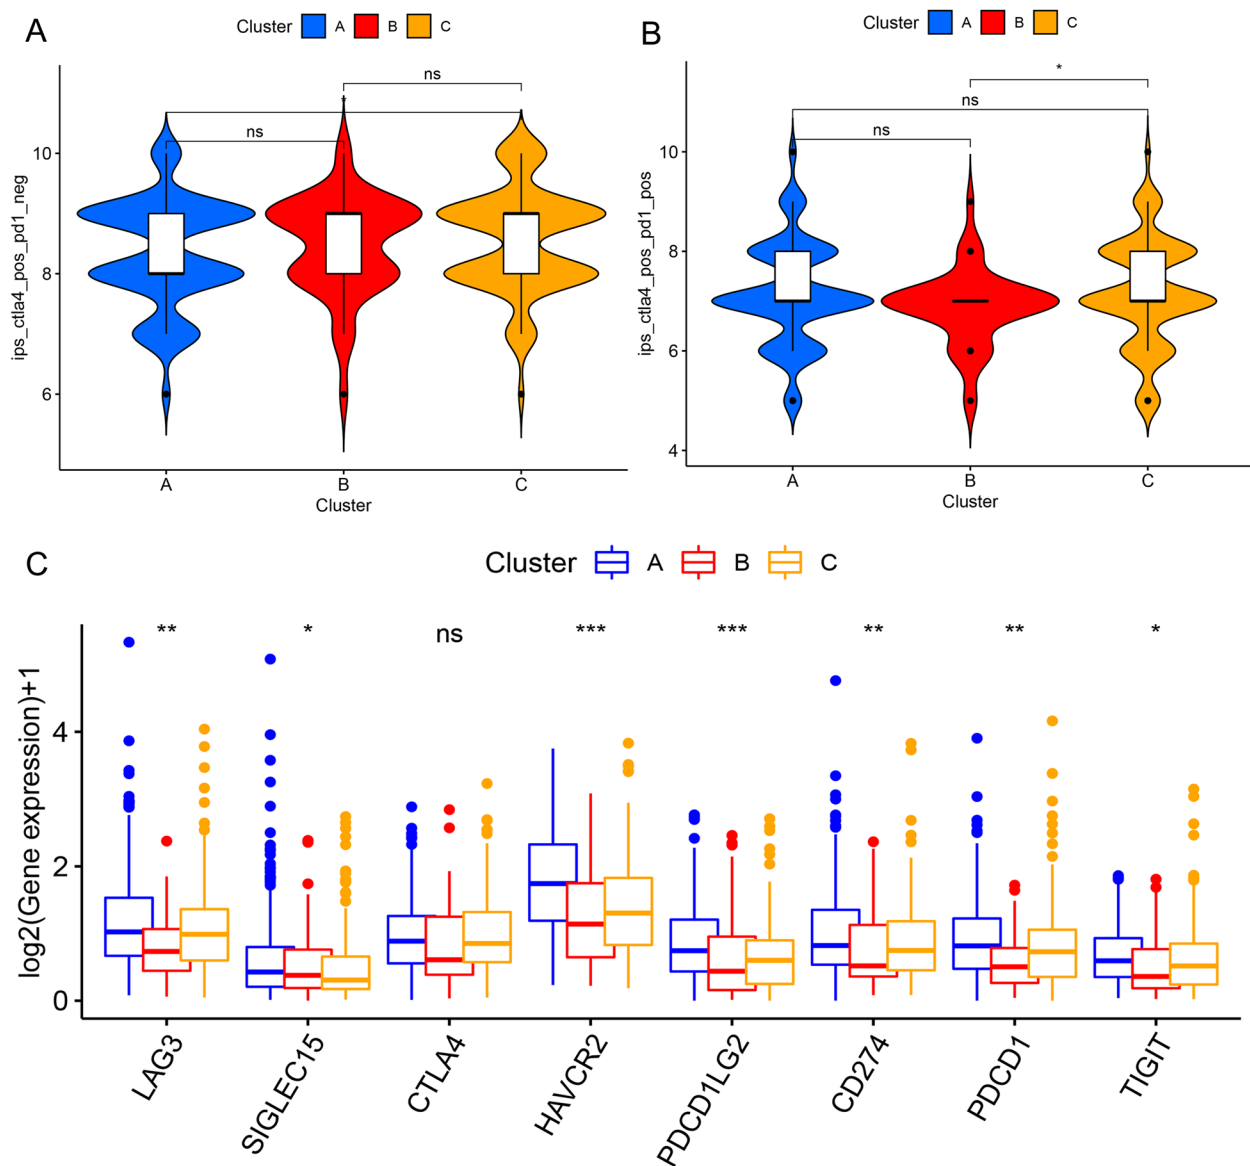 A
Cluster A B C
ns
*
ns
10
8
6
ips_ctla4_pos_pd1_neg
A B C
Cluster
B
Cluster A B C
*
ns
ns
10
8
6
4
ips_ctla4_pos_pd1_pos
A B C
Cluster
C
Cluster A B C
** * ns *** *** ** ** *
4
2
0
log2(Gene expression)+1
LAG3
SIGLEC15
CTLA4
HAVCR2
PDCD1LG2
CD274
PDCD1
TIGIT